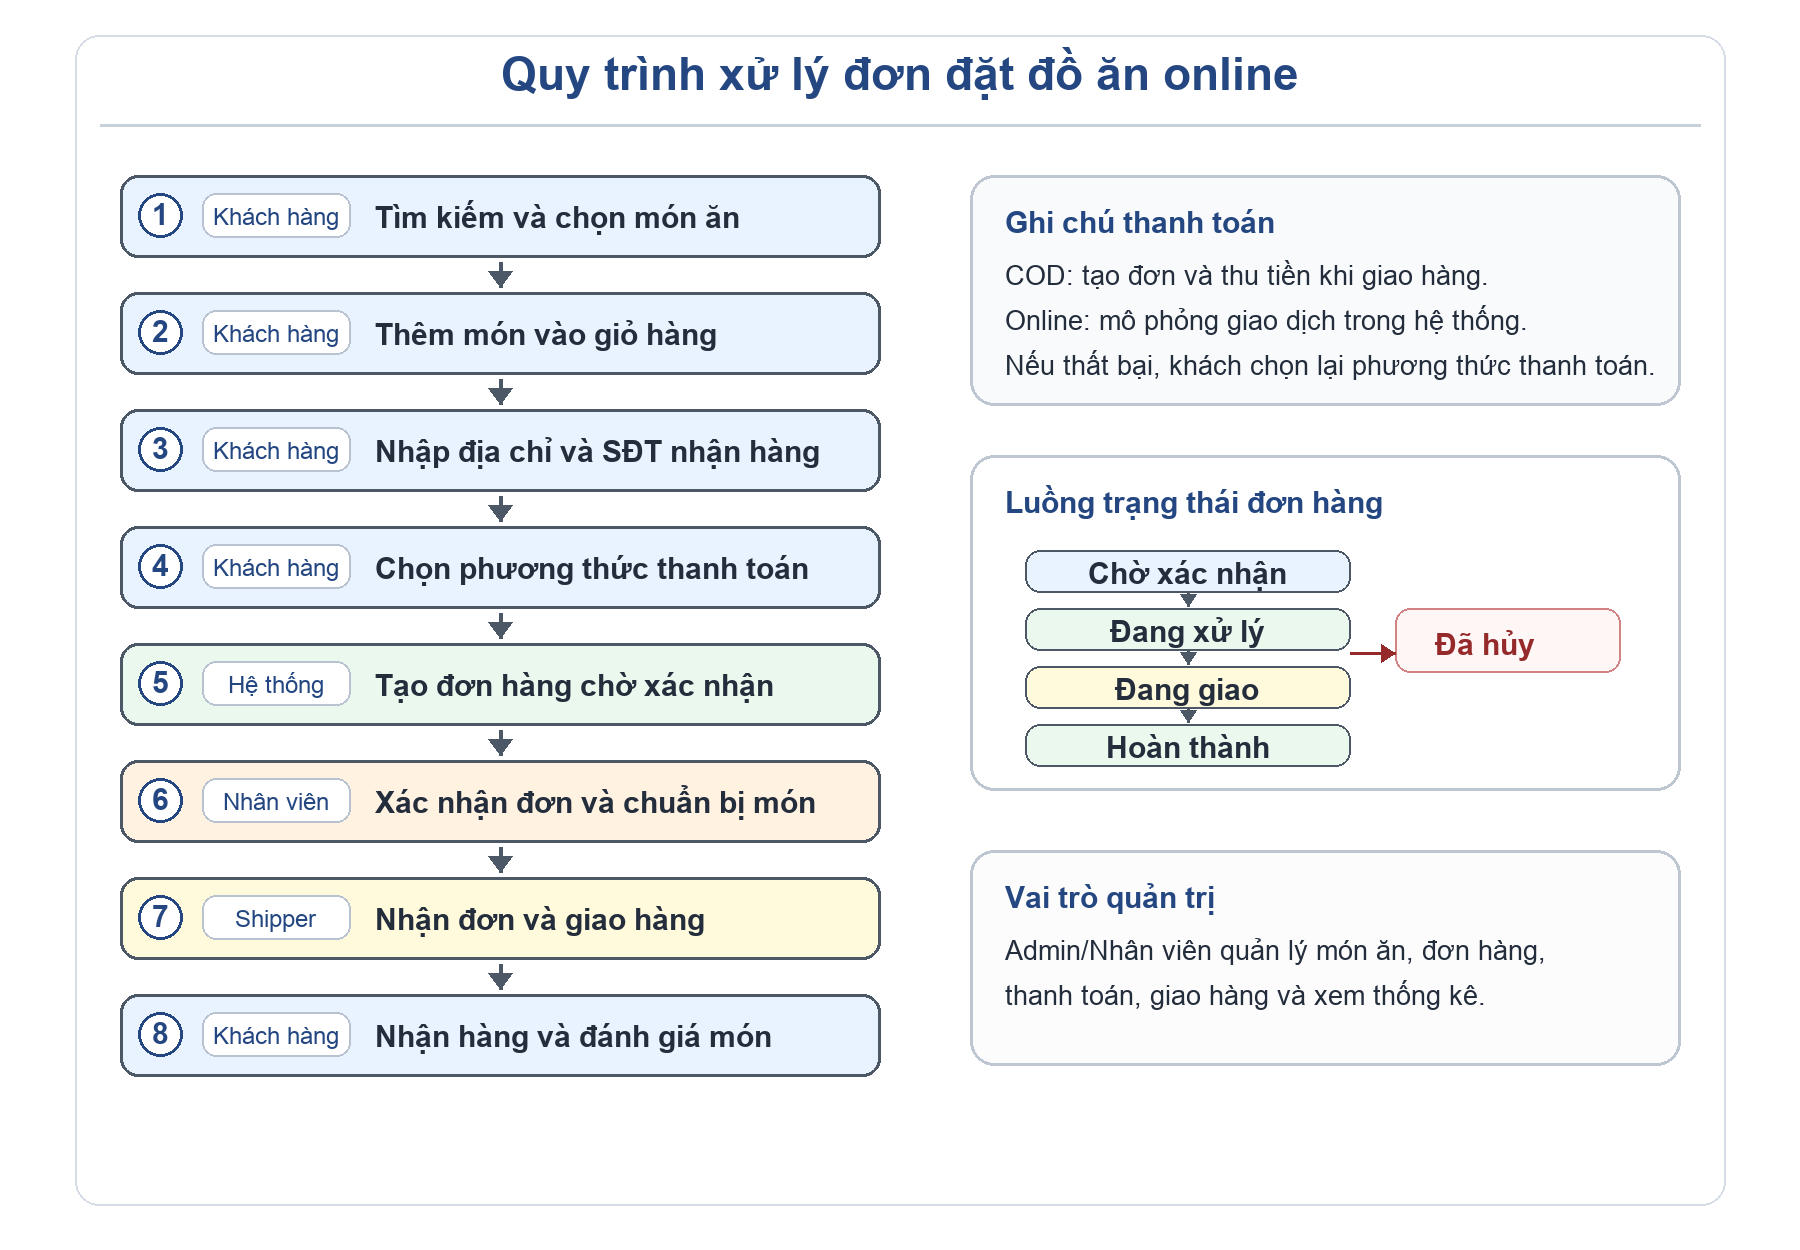 Quy trình xử lý đơn đặt đồ ăn online
1 Khách hàng Tìm kiếm và chọn món ăn
2 Khách hàng Thêm món vào giỏ hàng
3 Khách hàng Nhập địa chỉ và SĐT nhận hàng
4 Khách hàng Chọn phương thức thanh toán
5 Hệ thống Tạo đơn hàng chờ xác nhận
6 Nhân viên Xác nhận đơn và chuẩn bị món
7 Shipper Nhận đơn và giao hàng
8 Khách hàng Nhận hàng và đánh giá món
Ghi chú thanh toán
COD: tạo đơn và thu tiền khi giao hàng.
Online: mô phỏng giao dịch trong hệ thống.
Nếu thất bại, khách chọn lại phương thức thanh toán.
Luồng trạng thái đơn hàng
Chờ xác nhận
Đang xử lý
Đã hủy
Đang giao
Hoàn thành
Vai trò quản trị
Admin/Nhân viên quản lý món ăn, đơn hàng,
thanh toán, giao hàng và xem thống kê.